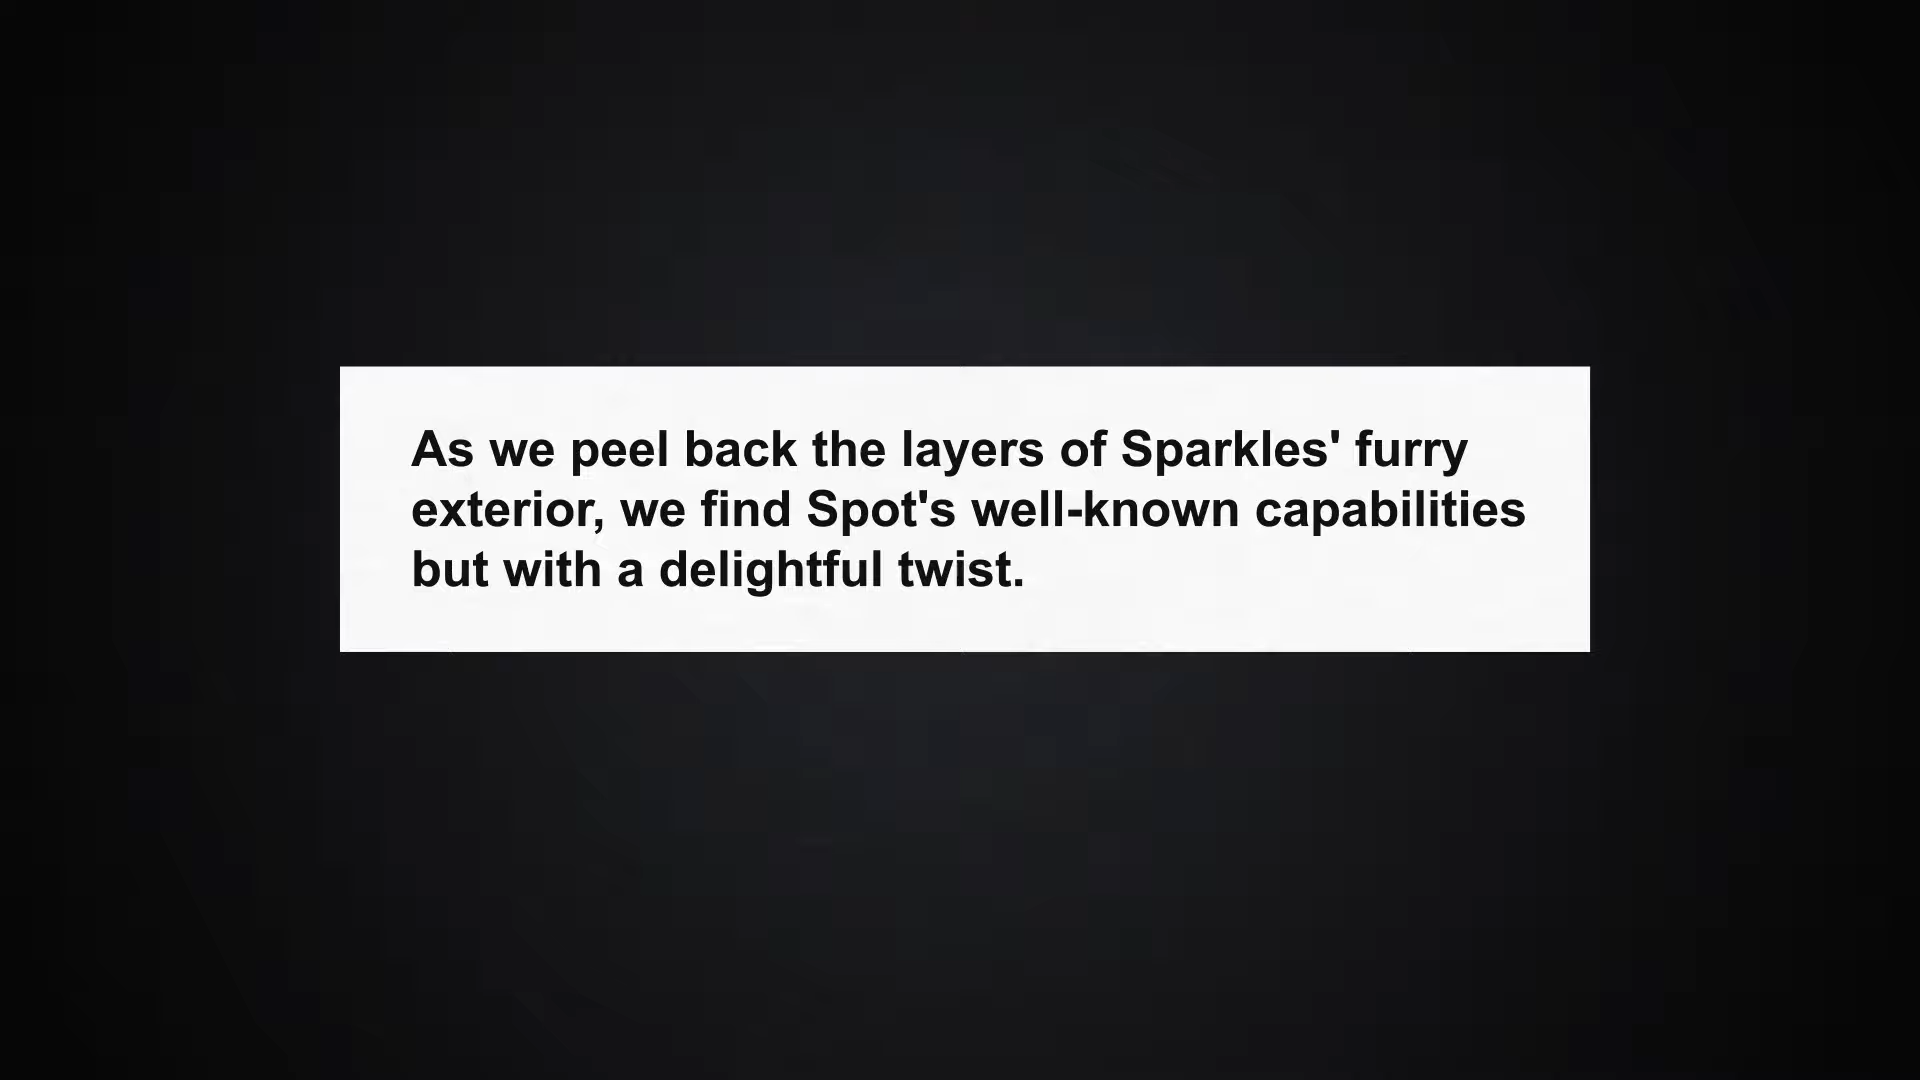 As we peel back the layers of Sparkles' furry
exterior, we find Spot's well-known capabilities
but with a delightful twist.